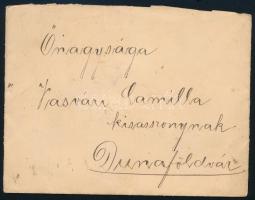 Őnagysága
Vasvári Camilla
kisasszonynak
Dunaföldvár